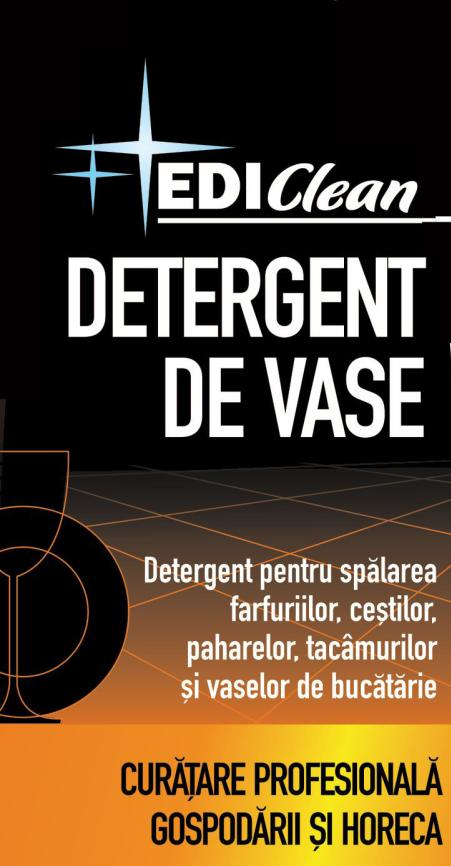 EDIClean
DETERGENT
DE VASE
Detergent pentru spălarea
farfuriilor, ceștilor,
paharelor, tacâmurilor
și vaselor de bucătărie
CURĂȚARE PROFESIONALĂ
GOSPODĂRII ȘI HORECA